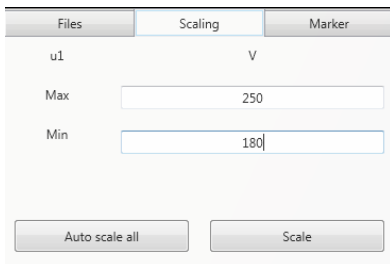 Files Scaling Marker
u1 V
Max 250
Min 180
Auto scale all Scale